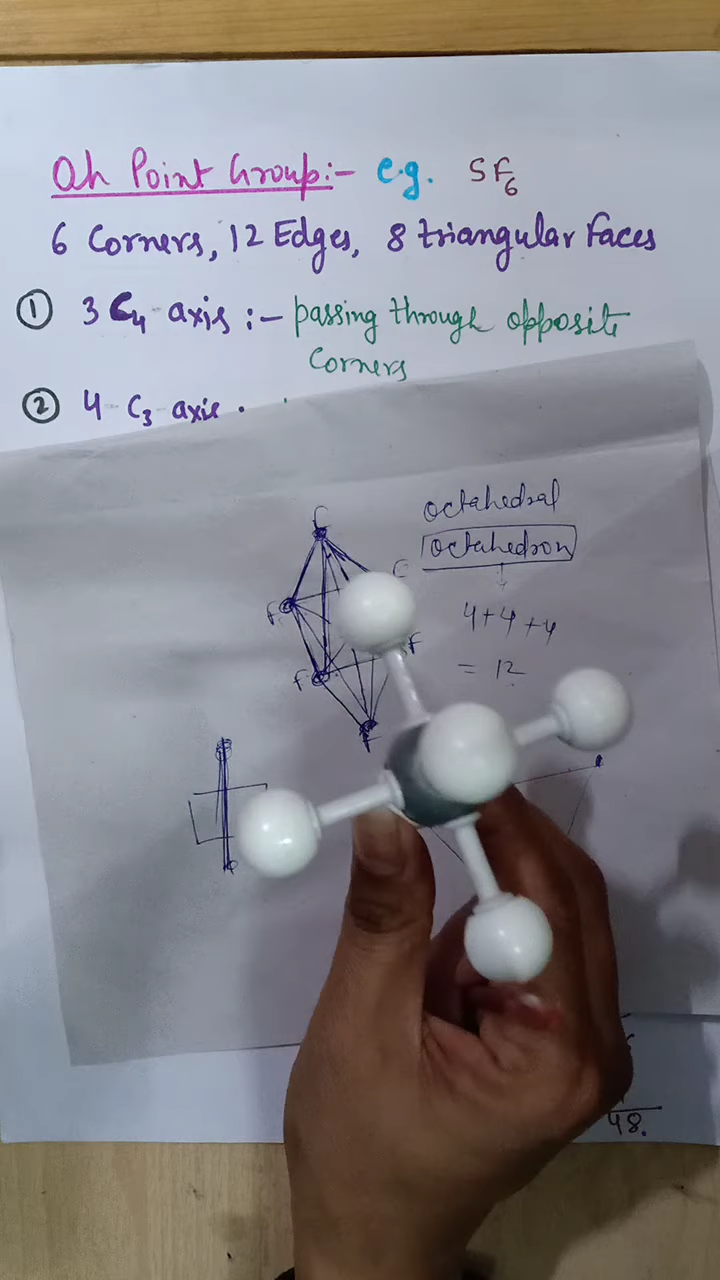 Oh Point Group:- e.g. SF6
6 Corners, 12 Edges, 8 triangular faces
① 3 C4 axis :- passing through opposite
corners
② 4 C3 axis
octahedral
octahedron
4+4+4
= 12
F
F
F
F
48.